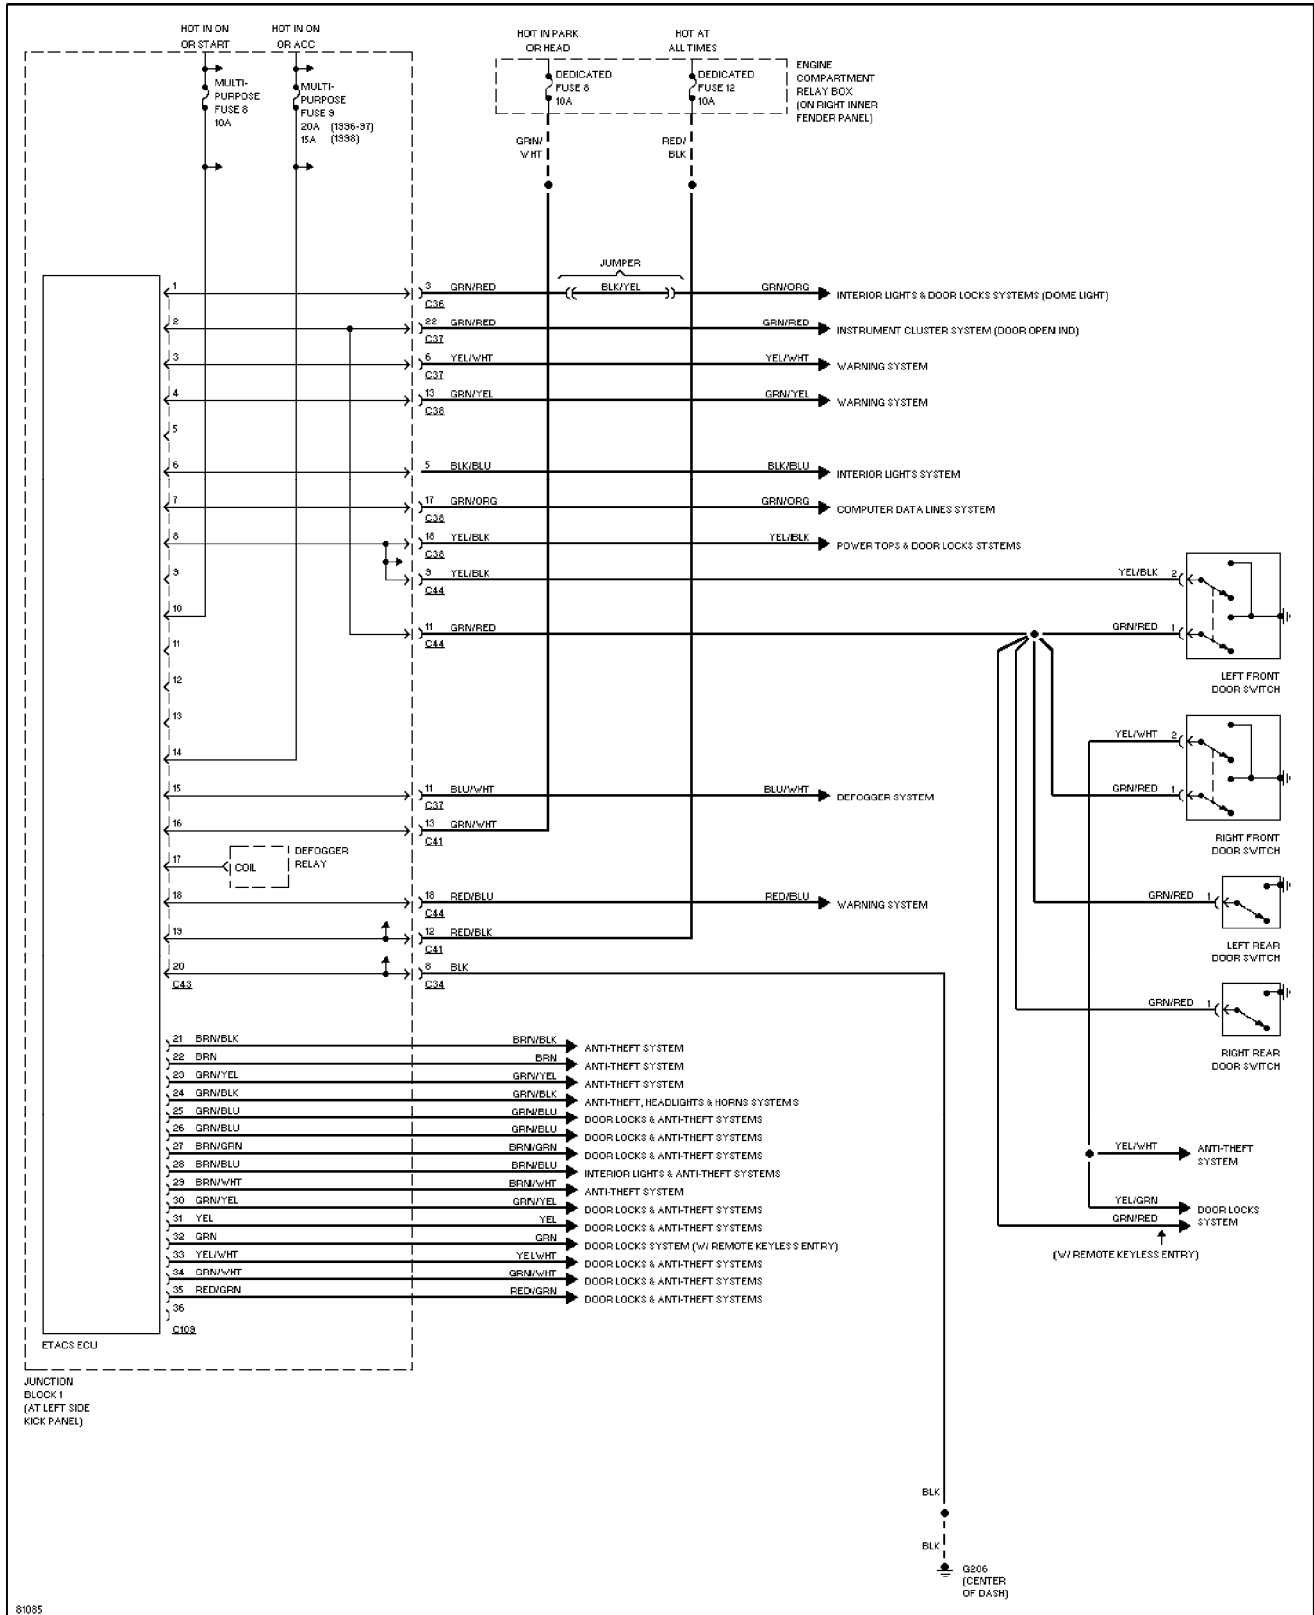 HOT IN ON
OR START
HOT IN ON
OR ACC
HOT IN PARK
OR HEAD
HOT AT
ALL TIMES
MULTI-
PURPOSE
FUSE 8
10A
MULTI-
PURPOSE
FUSE 9
20A (1996-97)
15A (1998)
DEDICATED
FUSE 8
10A
DEDICATED
FUSE 12
10A
ENGINE
COMPARTMENT
RELAY BOX
(ON RIGHT INNER
FENDER PANEL)
GRN/
WHT
RED/
BLK
JUMPER
1 3 GRN/RED BLK/YEL GRN/ORG INTERIOR LIGHTS & DOOR LOCKS SYSTEMS (DOME LIGHT)
C36
2 22 GRN/RED GRN/RED INSTRUMENT CLUSTER SYSTEM (DOOR OPEN IND)
C37
3 6 YEL/WHT YEL/WHT WARNING SYSTEM
C37
4 13 GRN/YEL GRN/YEL WARNING SYSTEM
C38
5
6 5 BLK/BLU BLK/BLU INTERIOR LIGHTS SYSTEM
7 17 GRN/ORG GRN/ORG COMPUTER DATA LINES SYSTEM
C38
8 18 YEL/BLK YEL/BLK POWER TOPS & DOOR LOCKS STSTEMS
C38
9 9 YEL/BLK YEL/BLK 2
C44
10
11 GRN/RED GRN/RED 1
C44
11
LEFT FRONT
DOOR SWITCH
12
13
YEL/WHT 2
14
15 11 BLU/WHT BLU/WHT DEFOGGER SYSTEM
C37
GRN/RED 1
16 13 GRN/WHT
C41
RIGHT FRONT
DOOR SWITCH
17 COIL
DEFOGGER
RELAY
18 18 RED/BLU RED/BLU WARNING SYSTEM
C44
GRN/RED 1
19 12 RED/BLK
C41
LEFT REAR
DOOR SWITCH
20 8 BLK
C43 C34
GRN/RED 1
RIGHT REAR
DOOR SWITCH
21 BRN/BLK BRN/BLK ANTI-THEFT SYSTEM
22 BRN BRN ANTI-THEFT SYSTEM
23 GRN/YEL GRN/YEL ANTI-THEFT SYSTEM
24 GRN/BLK GRN/BLK ANTI-THEFT, HEADLIGHTS & HORNS SYSTEMS
25 GRN/BLU GRN/BLU DOOR LOCKS & ANTI-THEFT SYSTEMS
26 GRN/BLU GRN/BLU DOOR LOCKS & ANTI-THEFT SYSTEMS
27 BRN/GRN BRN/GRN DOOR LOCKS & ANTI-THEFT SYSTEMS
28 BRN/BLU BRN/BLU INTERIOR LIGHTS & ANTI-THEFT SYSTEMS
29 BRN/WHT BRN/WHT ANTI-THEFT SYSTEM
30 GRN/YEL GRN/YEL DOOR LOCKS & ANTI-THEFT SYSTEMS
31 YEL YEL DOOR LOCKS & ANTI-THEFT SYSTEMS
32 GRN GRN DOOR LOCKS SYSTEM (W/ REMOTE KEYLESS ENTRY)
33 YEL/WHT YEL/WHT DOOR LOCKS & ANTI-THEFT SYSTEMS
34 GRN/WHT GRN/WHT DOOR LOCKS & ANTI-THEFT SYSTEMS
35 RED/GRN RED/GRN DOOR LOCKS & ANTI-THEFT SYSTEMS
36
C109
YEL/WHT ANTI-THEFT
SYSTEM
YEL/GRN
GRN/RED
DOOR LOCKS
SYSTEM
(W/ REMOTE KEYLESS ENTRY)
ETACS ECU
JUNCTION
BLOCK 1
(AT LEFT SIDE
KICK PANEL)
BLK
BLK
G206
(CENTER
OF DASH)
81085